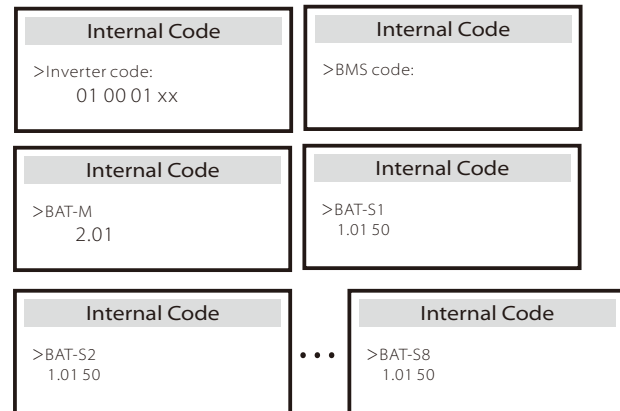 Internal Code
>Inverter code:
01 00 01 xx
Internal Code
>BMS code:
Internal Code
>BAT-M
2.01
Internal Code
>BAT-S1
1.01 50
Internal Code
>BAT-S2
1.01 50
• • •
Internal Code
>BAT-S8
1.01 50